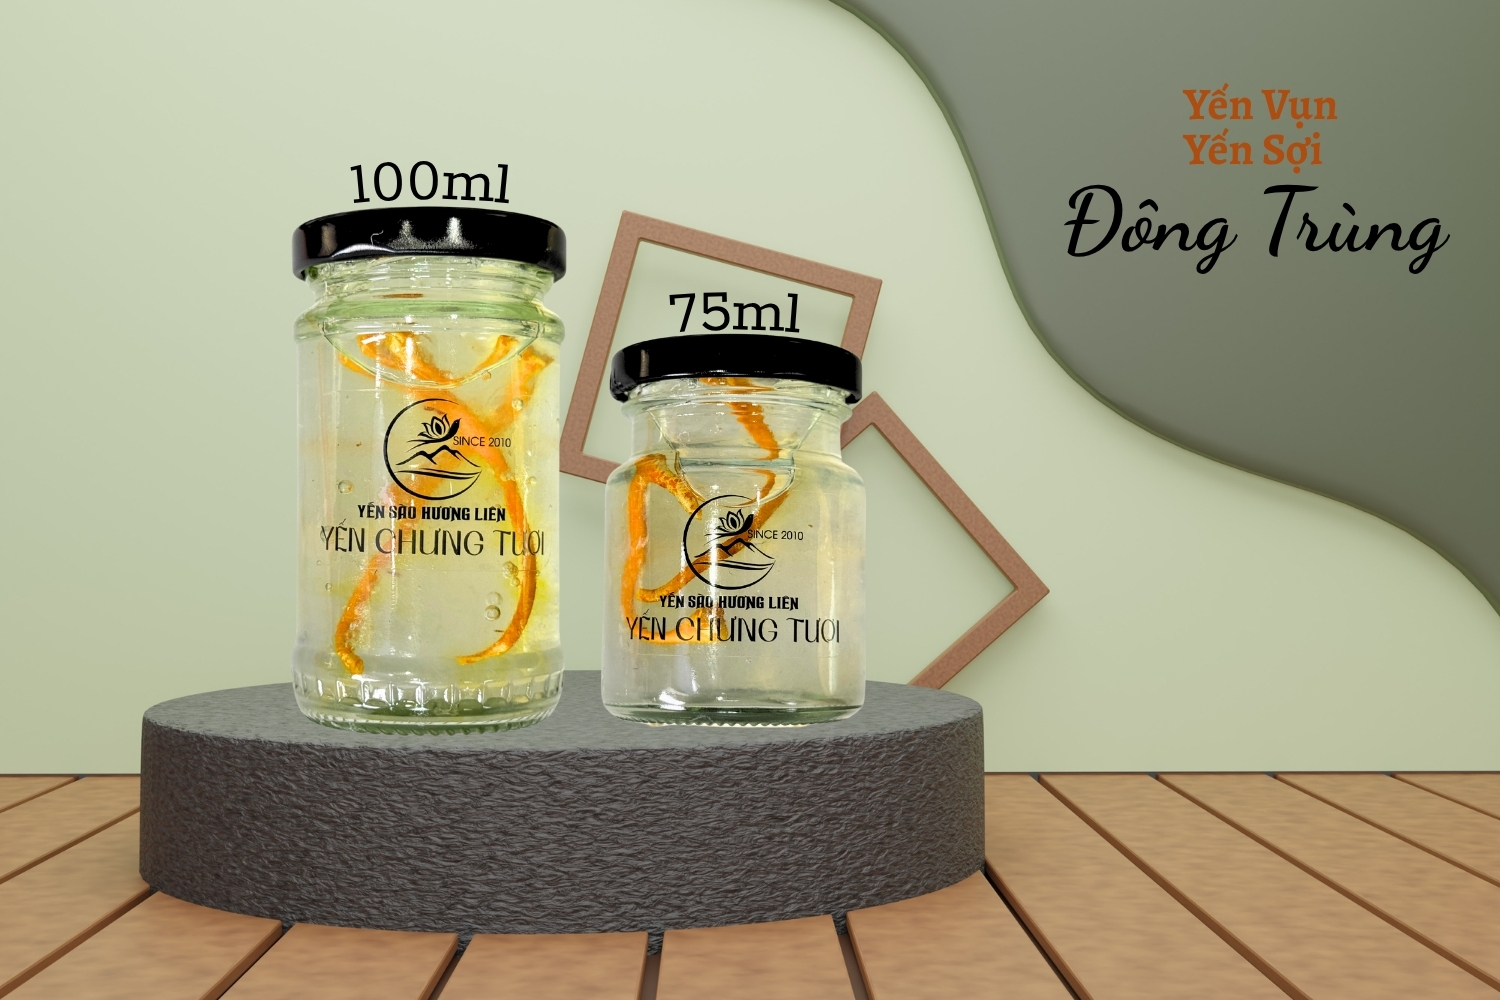 Yến Vụn
Yến Sợi
Đông Trùng
100ml
SINCE 2010
YẾN SÀO HƯƠNG LIÊN
YẾN CHƯNG TƯƠI
75ml
SINCE 2010
YẾN SÀO HƯƠNG LIÊN
YẾN CHƯNG TƯƠI